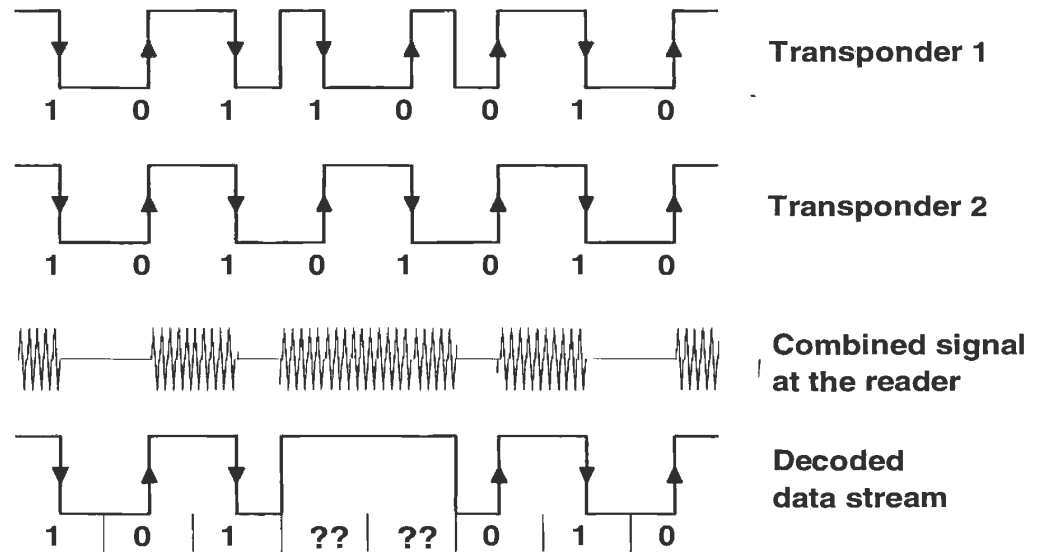 Transponder 1
1 0 1 1 0 0 1 0
Transponder 2
1 0 1 0 1 0 1 0
Combined signal
at the reader
Decoded
data stream
1 0 1 ?? ?? 0 1 0